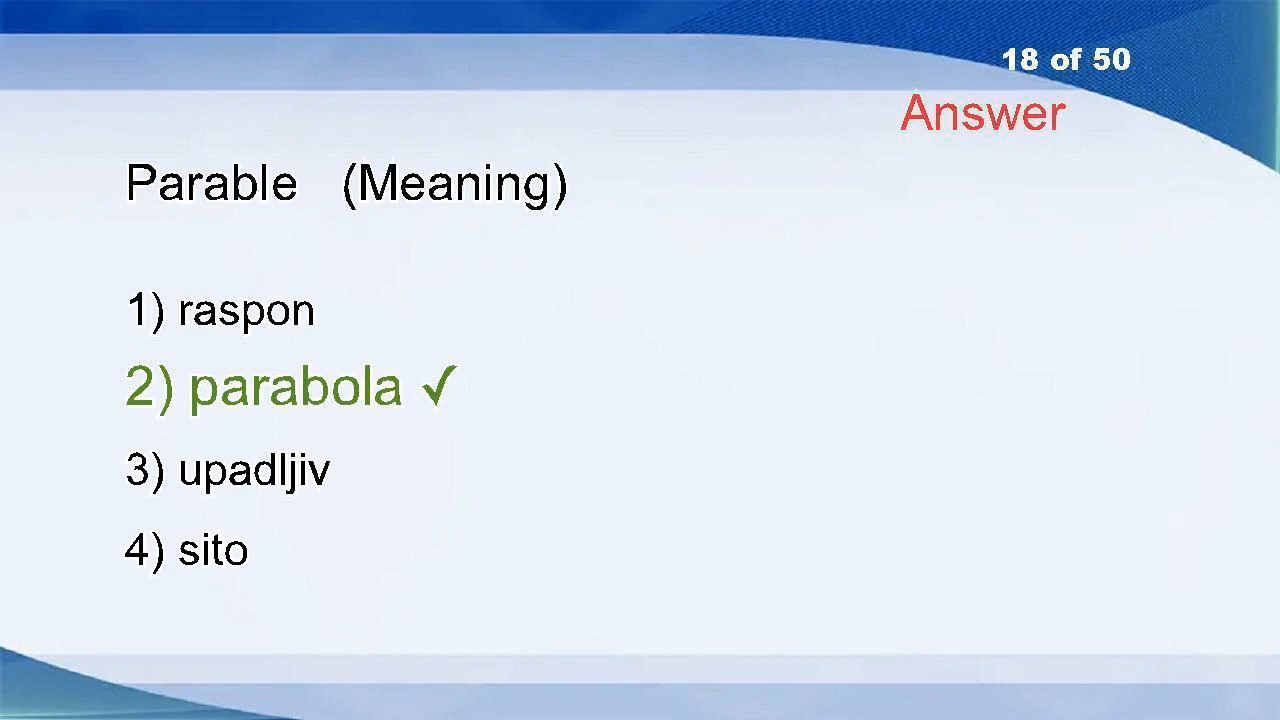 18 of 50
Answer
Parable (Meaning)
1) raspon
2) parabola ✓
3) upadljiv
4) sito